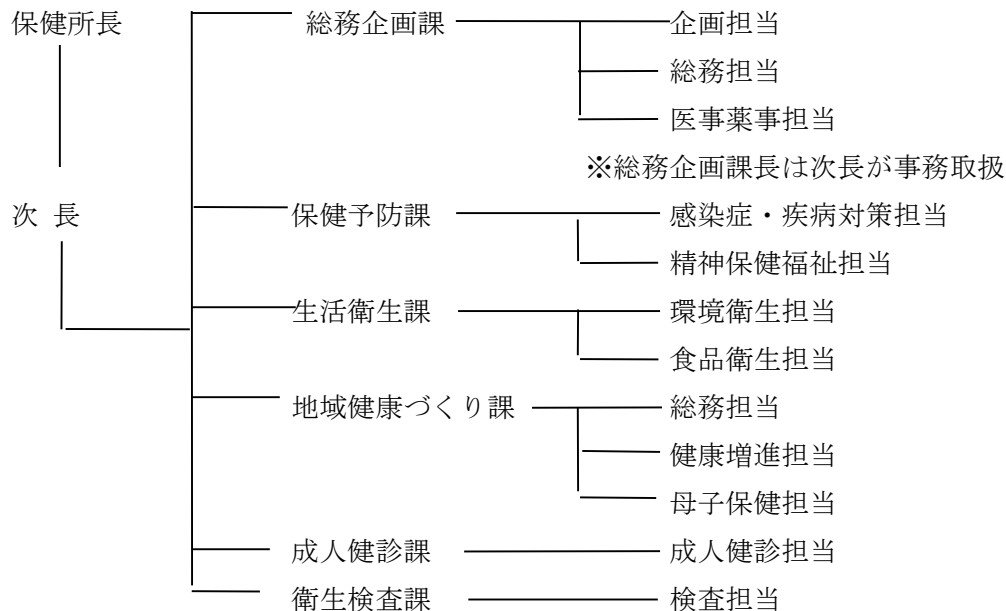 保健所長 総務企画課 企画担当
総務担当
医事薬事担当
※総務企画課長は次長が事務取扱
次 長 保健予防課 感染症・疾病対策担当
精神保健福祉担当
生活衛生課 環境衛生担当
食品衛生担当
地域健康づくり課 総務担当
健康増進担当
母子保健担当
成人健診課 成人健診担当
衛生検査課 検査担当